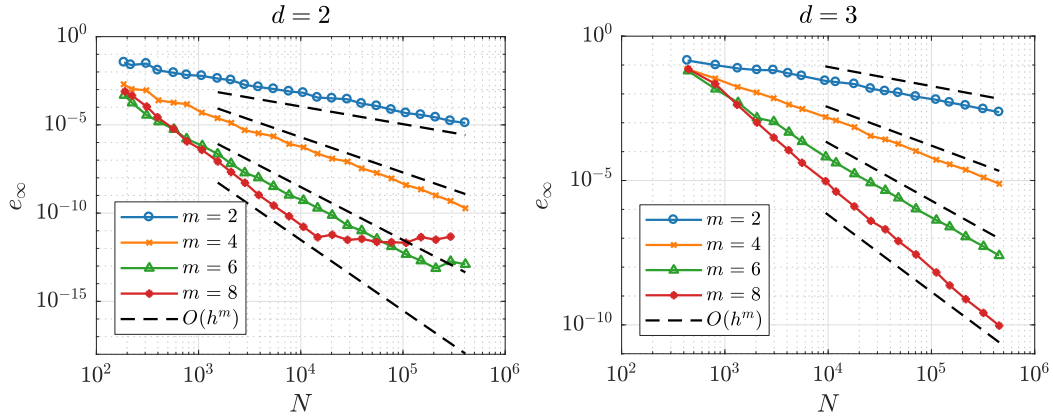 d = 2
10^0
10^{-5}
10^{-10}
10^{-15}
e_∞
m = 2
m = 4
m = 6
m = 8
O(h^m)
10^2 10^3 10^4 10^5 10^6
N
d = 3
10^0
10^{-5}
10^{-10}
e_∞
m = 2
m = 4
m = 6
m = 8
O(h^m)
10^2 10^3 10^4 10^5 10^6
N